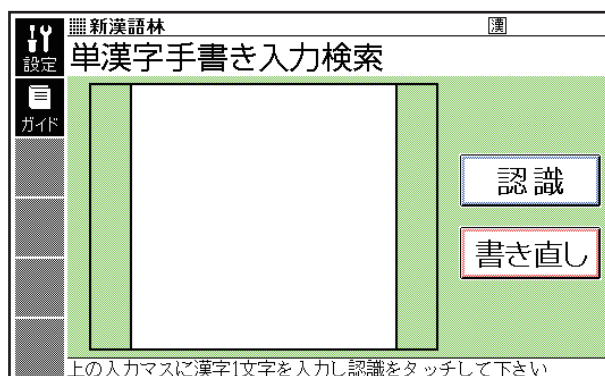 新漢語林
漢
設定
単漢字手書き入力検索
ガイド
認識
書き直し
上の入力マスに漢字1文字を入力し認識をタッチして下さい